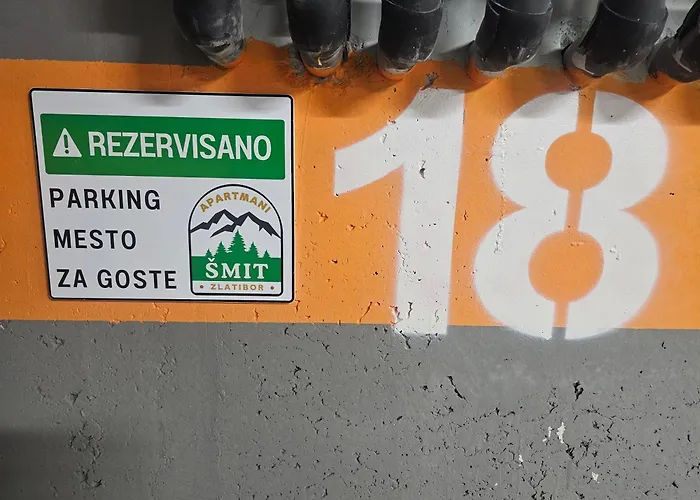 REZERVISANO
PARKING
MESTO
ZA GOSTE
APARTMANI
ŠMIT
• ZLATIBOR •
18